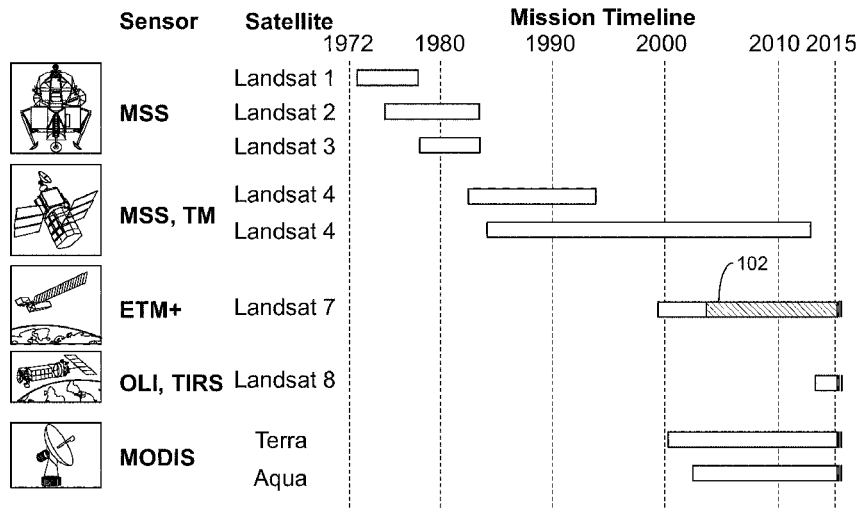 Sensor Satellite Mission Timeline
1972 1980 1990 2000 2010 2015
Landsat 1
MSS Landsat 2
Landsat 3
Landsat 4
MSS, TM
Landsat 4
102
ETM+ Landsat 7
OLI, TIRS Landsat 8
Terra
MODIS
Aqua